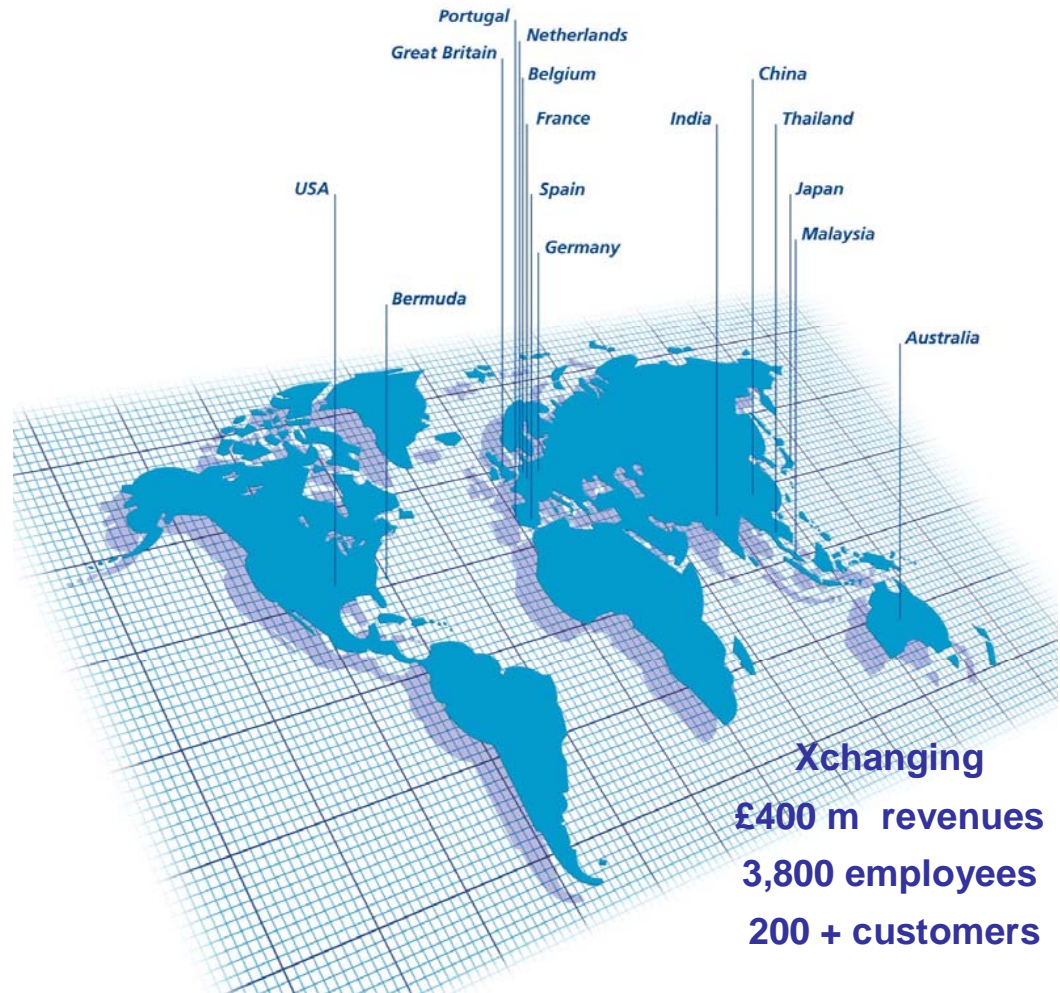 Portugal
Netherlands
Great Britain
Belgium
China
France
India
Thailand
USA
Spain
Japan
Malaysia
Germany
Bermuda
Australia
Xchanging
£400 m revenues
3,800 employees
200 + customers